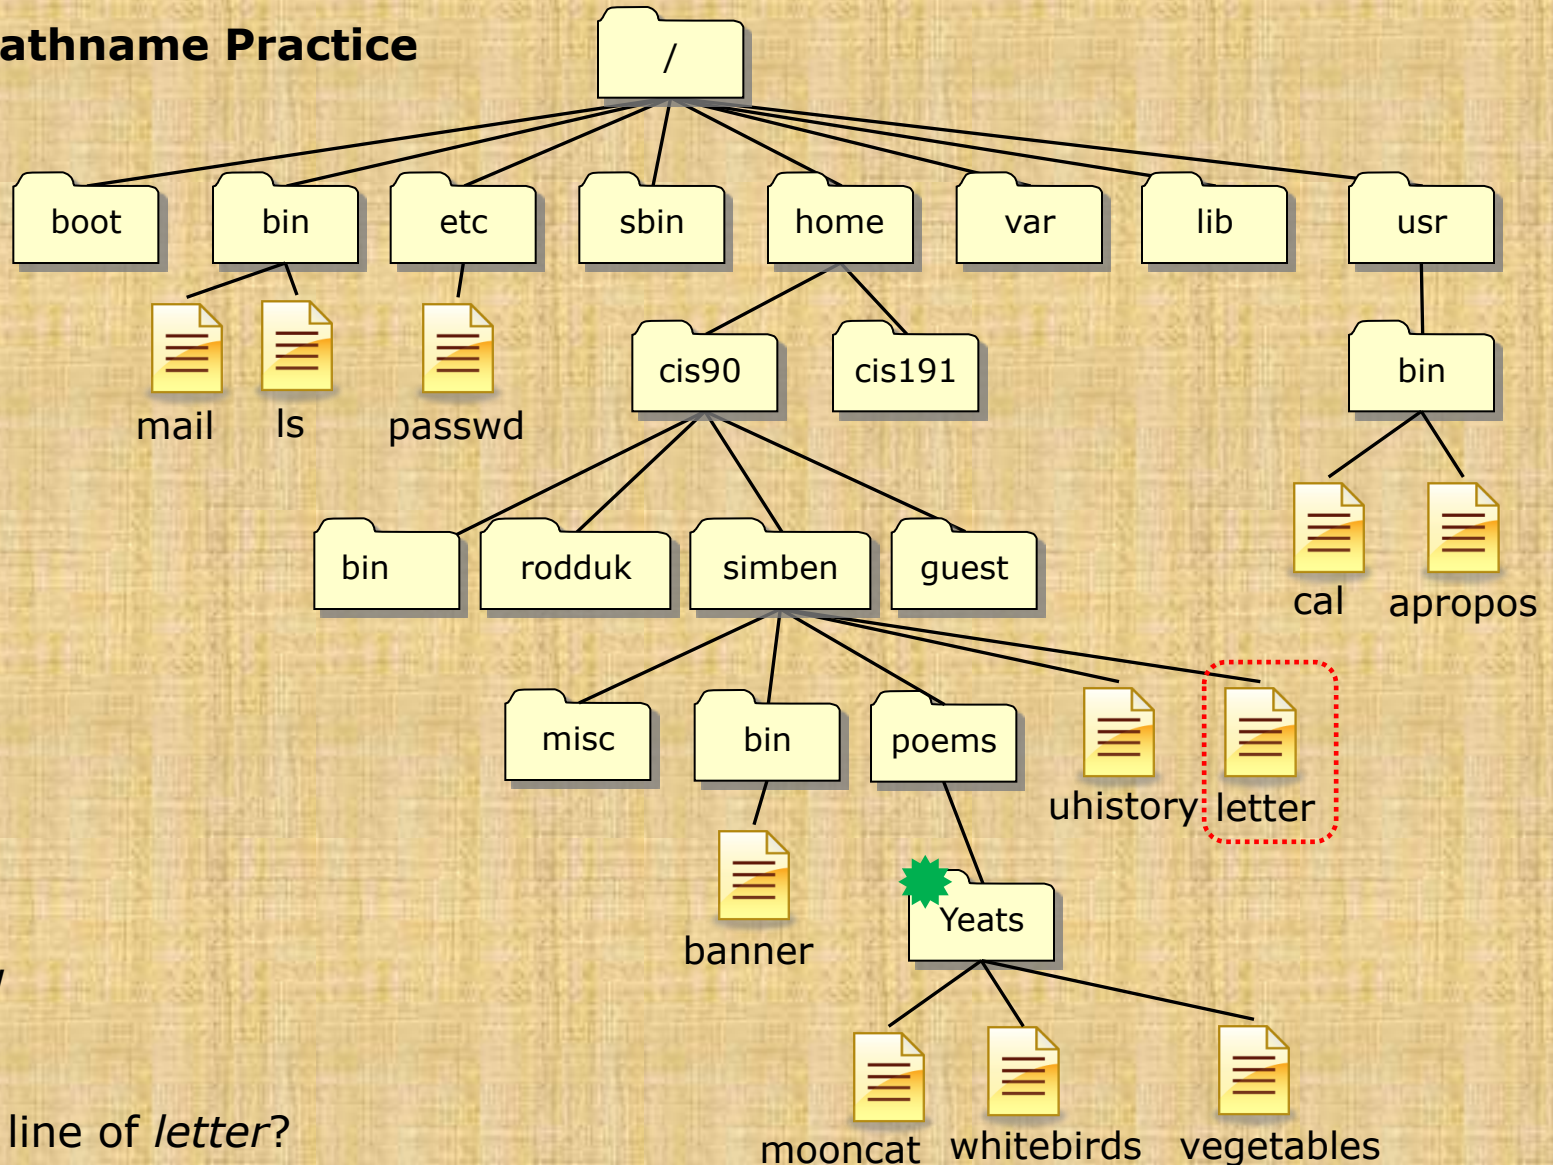 athname Practice
/
boot bin etc sbin home var lib usr
mail ls passwd cis90 cis191 bin
bin rodduk simben guest cal apropos
misc bin poems uhistory letter
banner Yeats
mooncat whitebirds vegetables
line of letter?